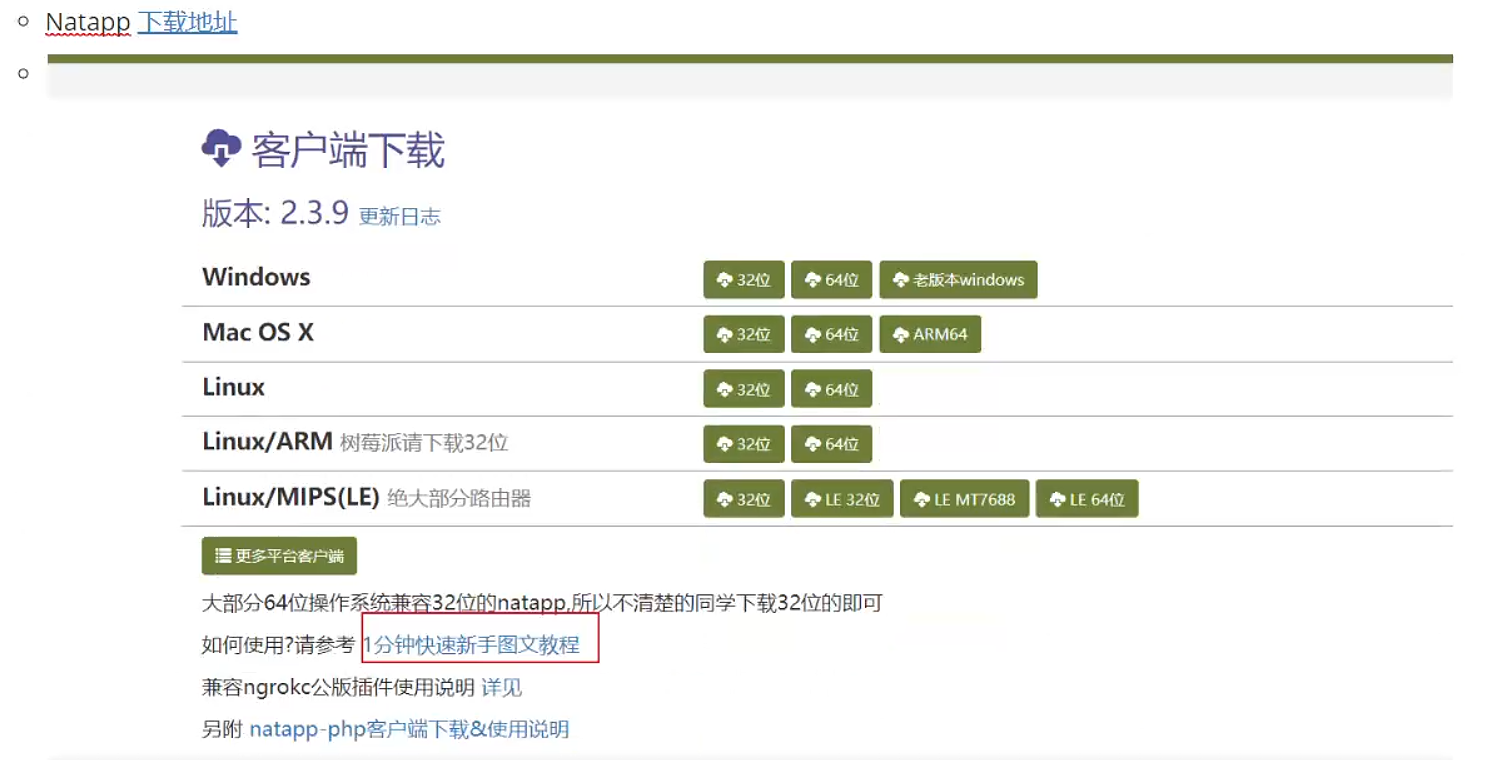 Natapp 下载地址
客户端下载
版本: 2.3.9 更新日志
Windows 32位 64位 老版本windows
Mac OS X 32位 64位 ARM64
Linux 32位 64位
Linux/ARM 树莓派请下载32位 32位 64位
Linux/MIPS(LE) 绝大部分路由器 32位 LE 32位 LE MT7688 LE 64位
更多平台客户端
大部分64位操作系统兼容32位的natapp,所以不清楚的同学下载32位的即可
如何使用?请参考 1分钟快速新手图文教程
兼容ngrokc公版插件使用说明 详见
另附 natapp-php客户端下载&使用说明